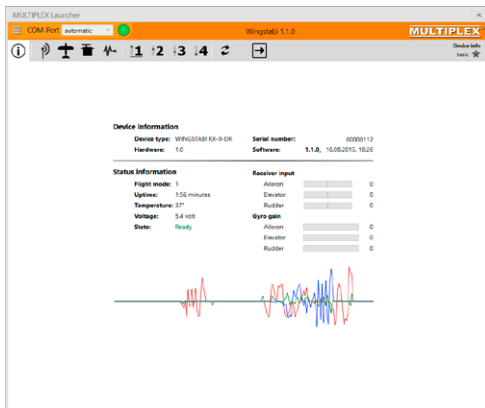 MULTIPLEX Launcher
COM-Port automatic
Wingstabi 1.1.0
MULTIPLEX
1 2 3 4
Device info
basic
Device information
Device type: WINGSTABI RX-9-DR Serial number: 00000112
Hardware: 1.0 Software: 1.1.0, 16.08.2015, 18:26
Status information Receiver input
Flight mode: 1 Aileron 0
Uptime: 1:56 minutes Elevator 0
Temperature: 37° Rudder 0
Voltage: 5.4 volt Gyro gain
State: Ready Aileron 0
Elevator 0
Rudder 0